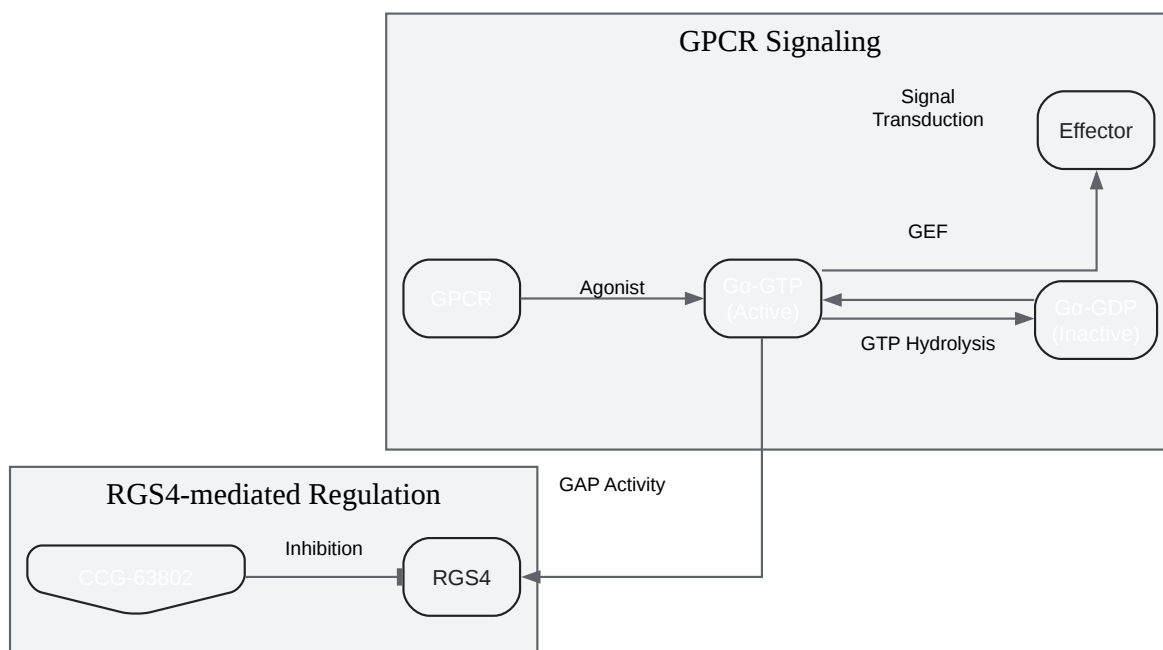 GPCR Signaling
Signal
Transduction
Effector
GEF
GPCR
Agonist
Gα-GTP
(Active)
Gα-GDP
(Inactive)
GTP Hydrolysis
GAP Activity
RGS4-mediated Regulation
Inhibition
CCG-63802
RGS4